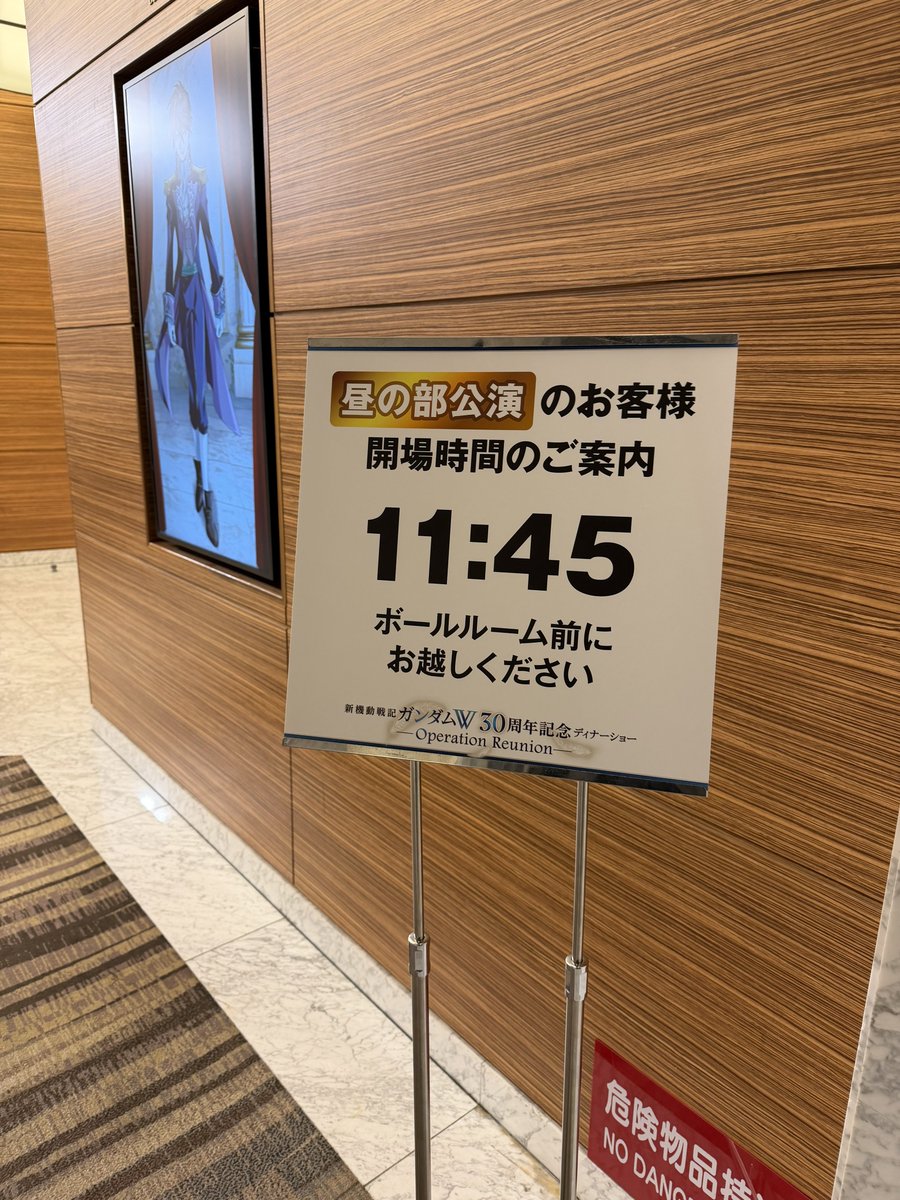 昼の部公演のお客様
開場時間のご案内
11:45
ボールルーム前に
お越しください
新機動戦記 ガンダムW 30周年記念 ディナーショー
—Operation Reunion—
危険物品持
NO DANG